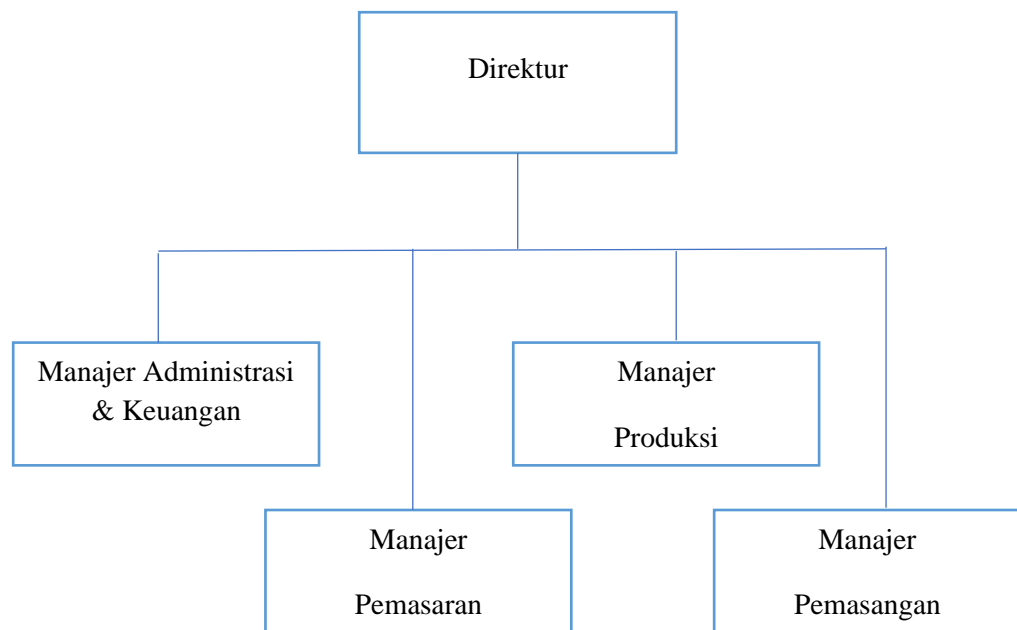 Direktur
Manajer Administrasi
& Keuangan
Manajer
Produksi
Manajer
Pemasaran
Manajer
Pemasangan